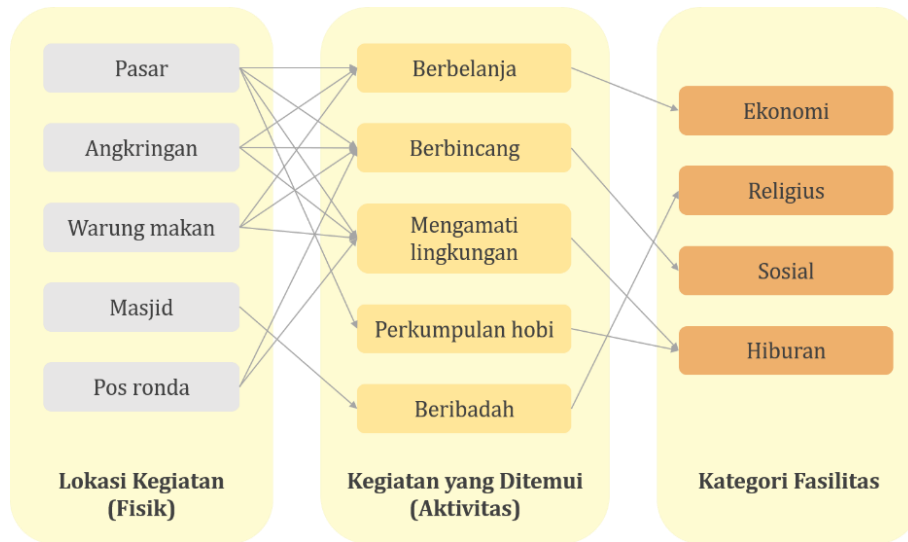 Pasar
Angkringan
Warung makan
Masjid
Pos ronda
Lokasi Kegiatan
(Fisik)
Berbelanja
Berbincang
Mengamati
lingkungan
Perkumpulan hobi
Beribadah
Kegiatan yang Ditemui
(Aktivitas)
Ekonomi
Religius
Sosial
Hiburan
Kategori Fasilitas